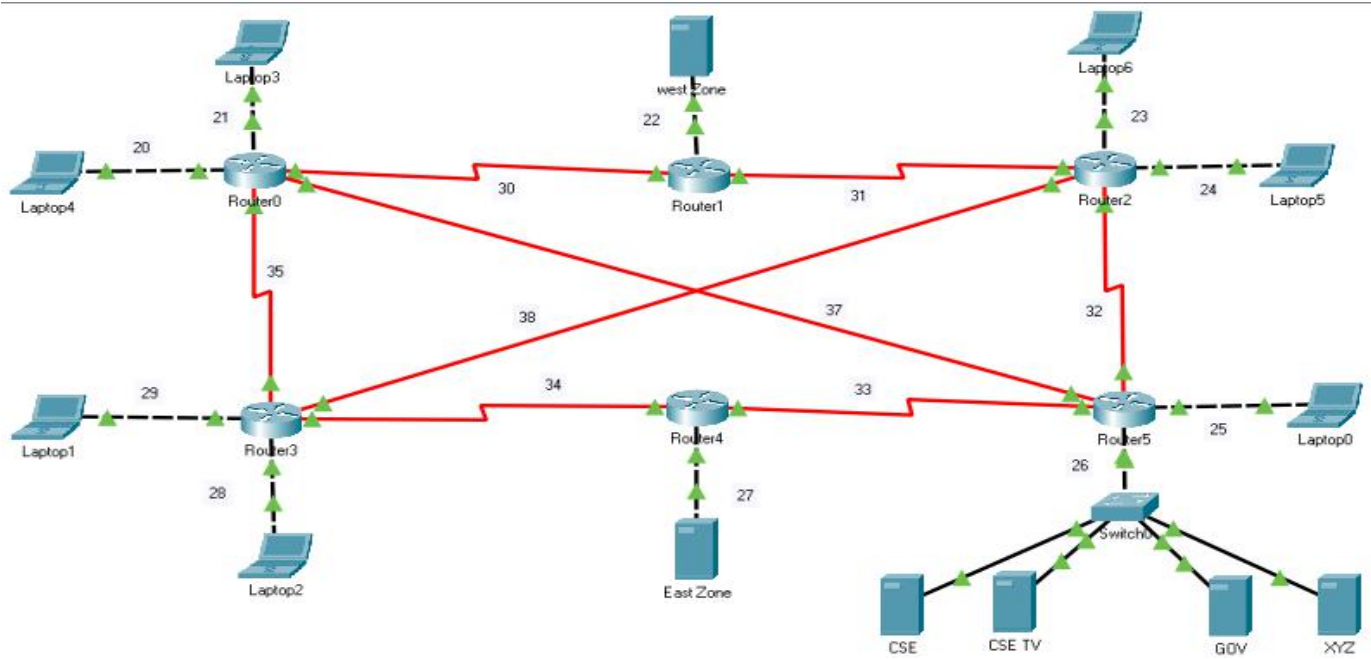 Laptop3
west Zone
Laptop6
21
22
23
20
24
Laptop4
Router0
30
Router1
31
Router2
Laptop5
35
38
37
32
29
34
33
Laptop1
Router3
Router4
Router5
25
Laptop0
28
27
26
Switch0
Laptop2
East Zone
CSE
CSE TV
GOV
XYZ